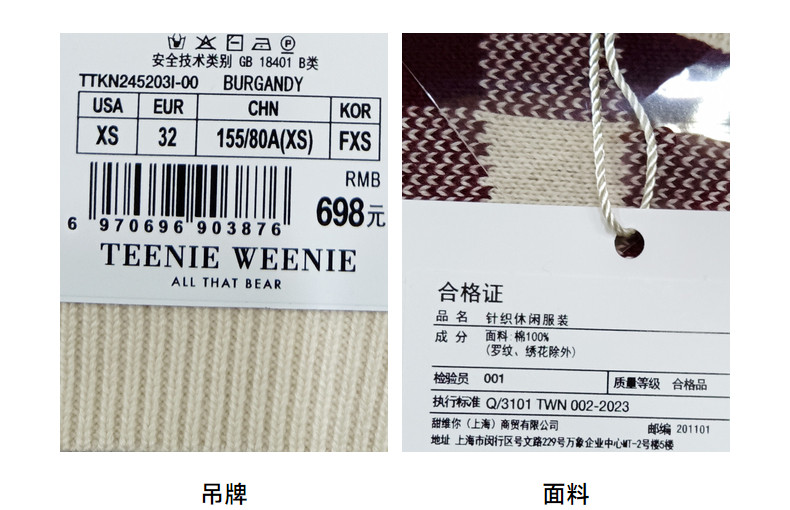 安全技术类别 GB 18401 B类
TTKN245203I-00 BURGANDY
USA EUR CHN KOR
XS 32 155/80A(XS) FXS
RMB
698元
6 970696 903876
TEENIE WEENIE
ALL THAT BEAR
吊牌
合格证
品名 针织休闲服装
成分 面料:棉100%
(罗纹、绣花除外)
检验员 001 质量等级 合格品
执行标准 Q/3101 TWN 002-2023
甜维你(上海)商贸有限公司 邮编 201101
地址 上海市闵行区号文路229号万象企业中心MT-2号楼5楼
面料